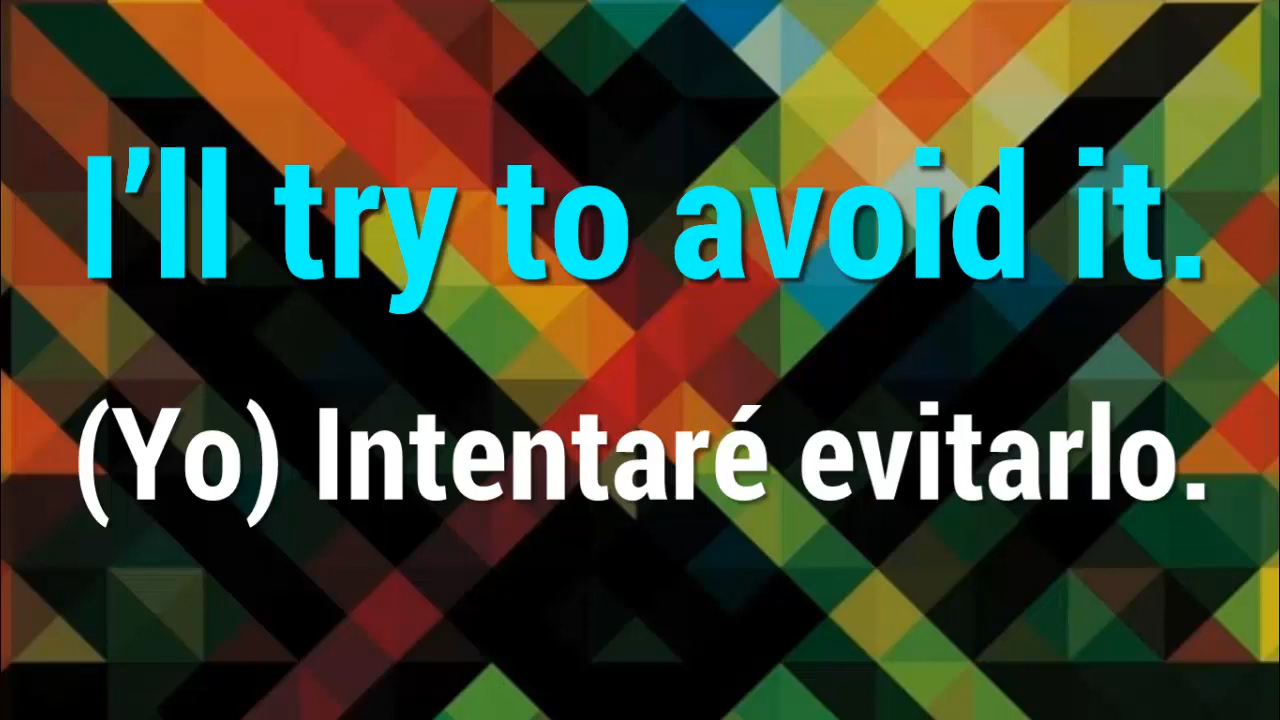 I’ll try to avoid it.
(Yo) Intentaré evitarlo.